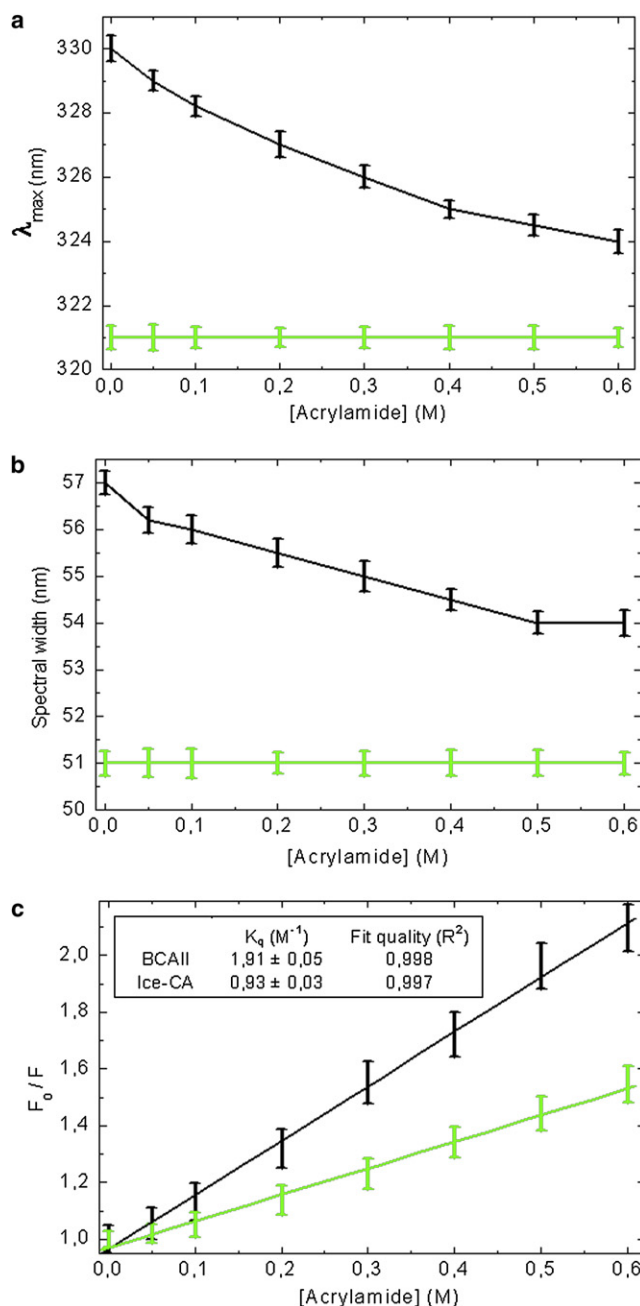 a
330
328
326
324
322
320
λmax (nm)
0,0 0,1 0,2 0,3 0,4 0,5 0,6
[Acrylamide] (M)
b
57
56
55
54
53
52
51
50
Spectral width (nm)
0,0 0,1 0,2 0,3 0,4 0,5 0,6
[Acrylamide] (M)
c
Kq (M⁻¹) Fit quality (R²)
BCAII 1,91 ± 0,05 0,998
Ice-CA 0,93 ± 0,03 0,997
2,0
1,8
1,6
1,4
1,2
1,0
Fo / F
0,0 0,1 0,2 0,3 0,4 0,5 0,6
[Acrylamide] (M)